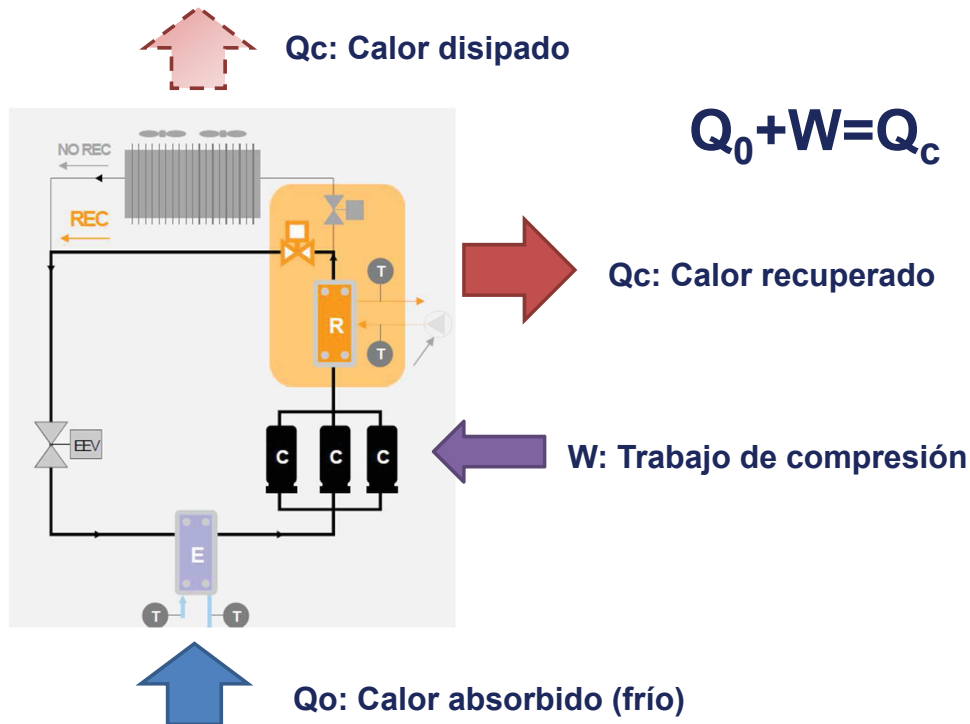 Qc: Calor disipado
Q₀+W=Qc
NO REC
REC
T
Qc: Calor recuperado
R
T
EEV
C C C
W: Trabajo de compresión
E
T T
Qo: Calor absorbido (frío)